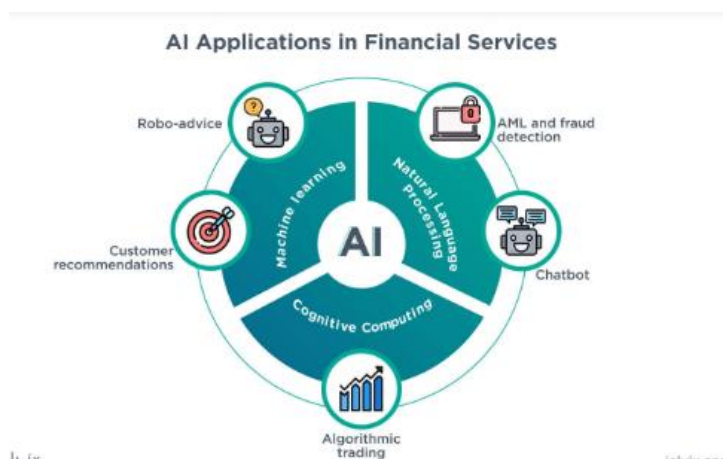 AI Applications in Financial Services
Robo-advice
?
AML and fraud
detection
Machine learning
Natural Language
Processing
AI
Customer
recommendations
Chatbot
Cognitive Computing
Algorithmic
trading